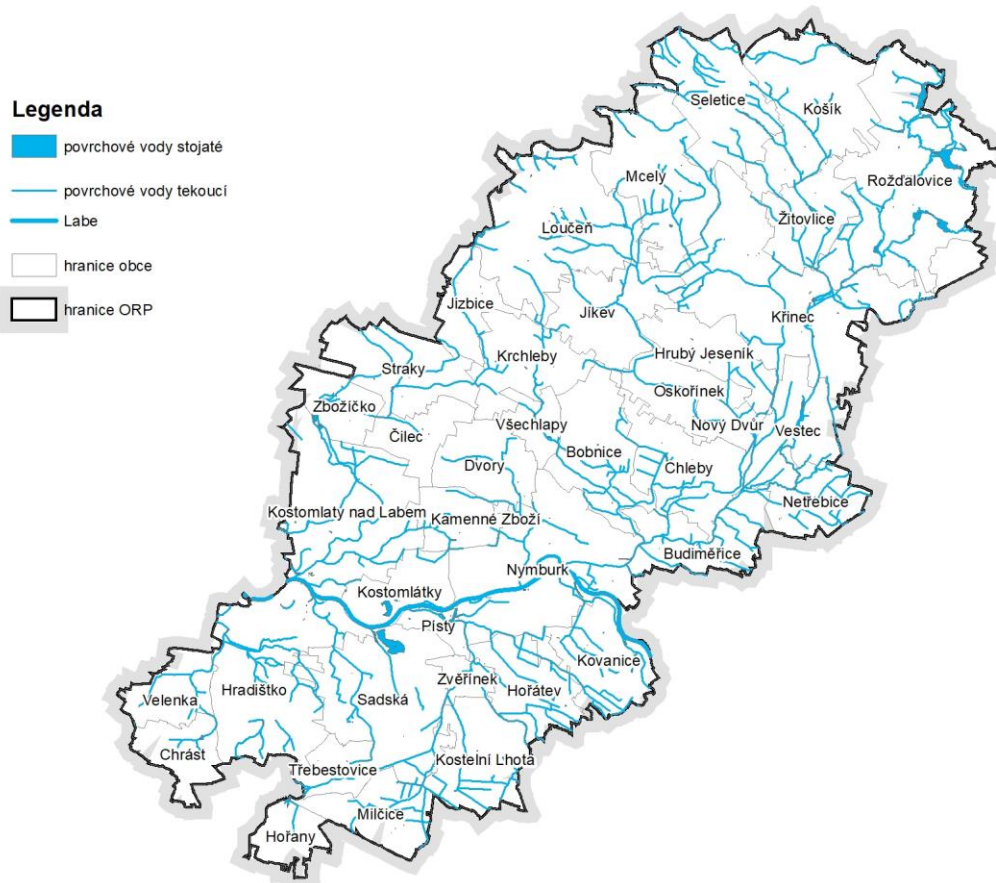 Legenda
povrchové vody stojaté
povrchové vody tekoucí
Labe
hranice obce
hranice ORP
Seletice
Košík
Mcely
Rožďalovice
Loučeň
Žitovlice
Jizbice
Jíkev
Křinec
Krchleby
Hrubý Jeseník
Straky
Oskořínek
Zbožíčko
Všechlapy
Nový Dvůr
Vestec
Čilec
Bobnice
Dvory
Chleby
Netřebice
Kostomlaty nad Labem
Kamenné Zboží
Budiměřice
Nymburk
Kostomlátky
Písty
Kovanice
Zvěřínek
Hořátev
Velenka
Hradištko
Sadská
Chrást
Kostelní Lhota
Třebestovice
Milčice
Hořany